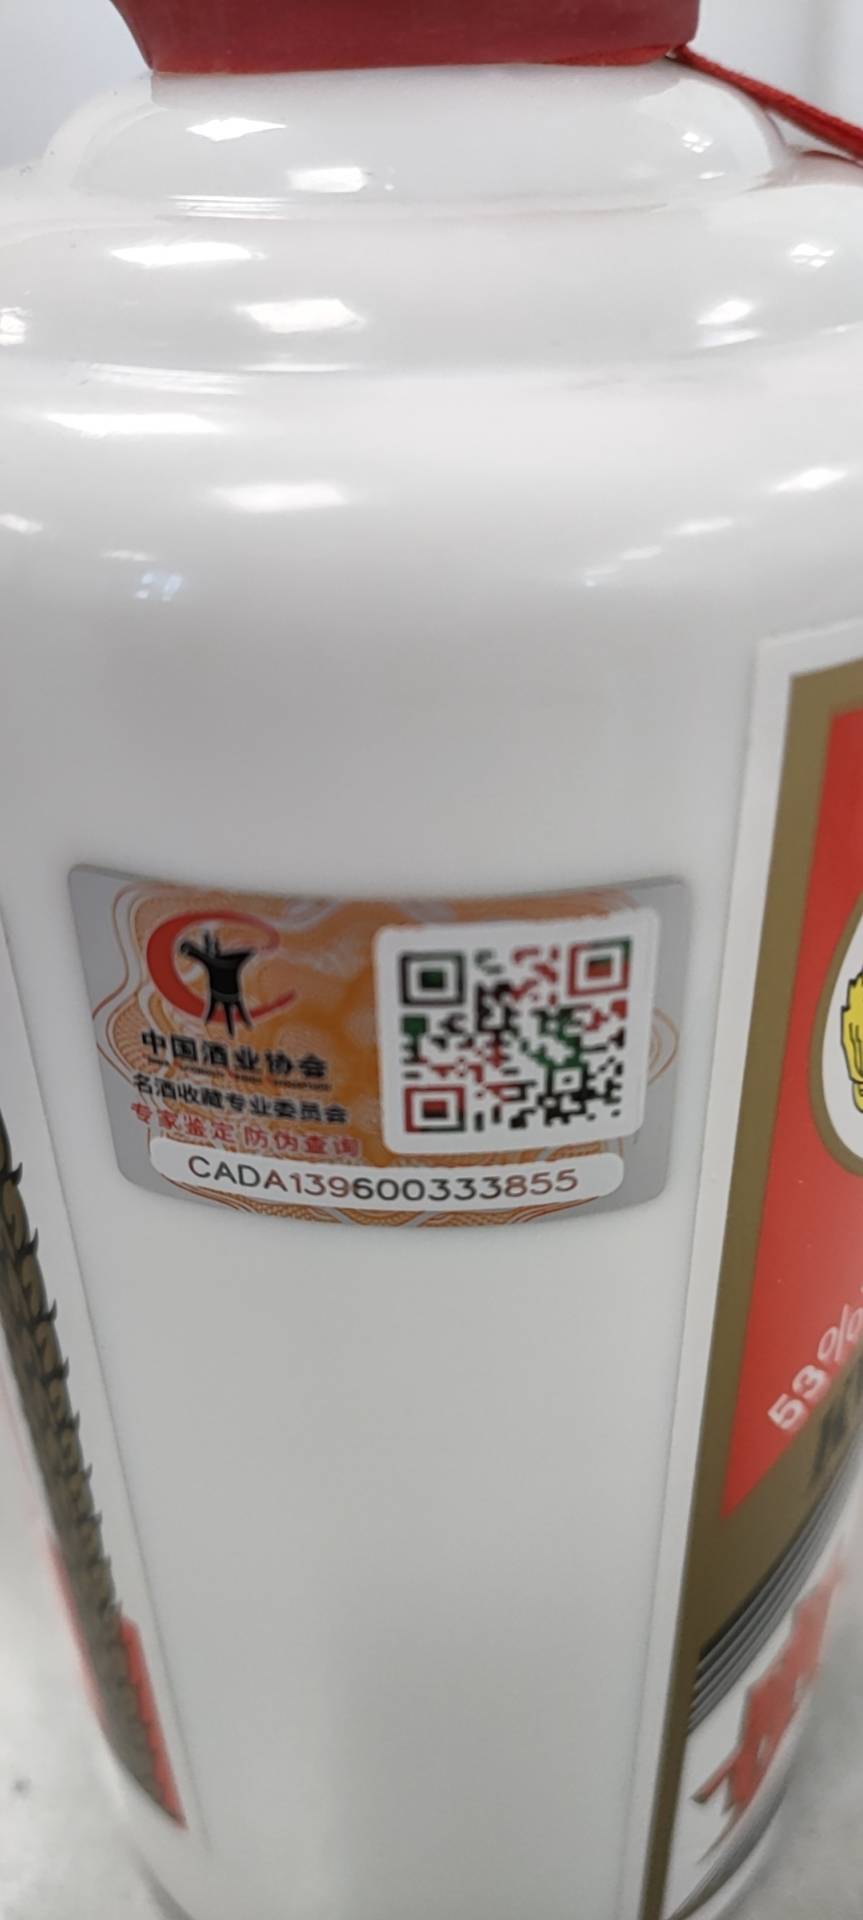 中国酒业协会
名酒收藏专业委员会
专家鉴定 防伪查询
CADA139600333855
53%